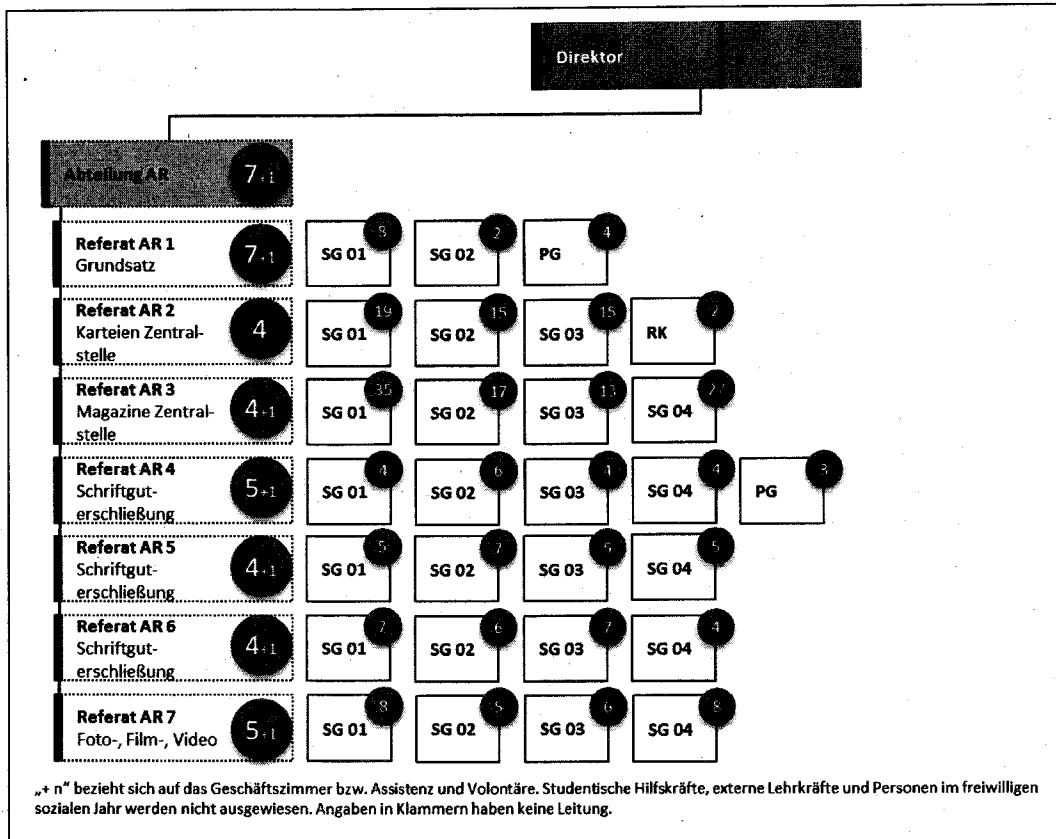 Direktor
Abteilung AR 7+1
Referat AR 1
Grundsatz
7+1
SG 01 8
SG 02 2
PG 4
Referat AR 2
Karteien Zentral-
stelle
4
SG 01 19
SG 02 15
SG 03 15
RK 2
Referat AR 3
Magazine Zentral-
stelle
4+1
SG 01 35
SG 02 17
SG 03 13
SG 04 27
Referat AR 4
Schriftgut-
erschließung
5+1
SG 01 4
SG 02 6
SG 03 4
SG 04 4
PG
Referat AR 5
Schriftgut-
erschließung
4+1
SG 01 5
SG 02 7
SG 03
SG 04 5
Referat AR 6
Schriftgut-
erschließung
4+1
SG 01 7
SG 02 6
SG 03 7
SG 04 4
Referat AR 7
Foto-, Film-, Video
5+1
SG 01 8
SG 02 5
SG 03 6
SG 04 8
„+ n“ bezieht sich auf das Geschäftszimmer bzw. Assistenz und Volontäre. Studentische Hilfskräfte, externe Lehrkräfte und Personen im freiwilligen
sozialen Jahr werden nicht ausgewiesen. Angaben in Klammern haben keine Leitung.